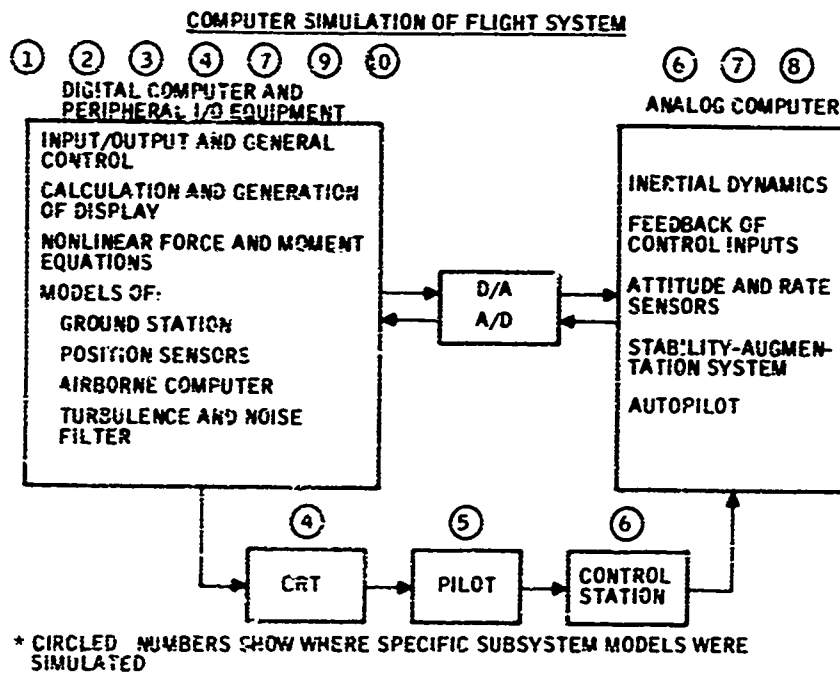 COMPUTER SIMULATION OF FLIGHT SYSTEM
1 2 3 4 7 9 10
DIGITAL COMPUTER AND
PERIPHERAL I/O EQUIPMENT
INPUT/OUTPUT AND GENERAL
CONTROL
CALCULATION AND GENERATION
OF DISPLAY
NONLINEAR FORCE AND MOMENT
EQUATIONS
MODELS OF:
GROUND STATION
POSITION SENSORS
AIRBORNE COMPUTER
TURBULENCE AND NOISE
FILTER
D/A
A/D
6 7 8
ANALOG COMPUTER
INERTIAL DYNAMICS
FEEDBACK OF
CONTROL INPUTS
ATTITUDE AND RATE
SENSORS
STABILITY-AUGMEN-
TATION SYSTEM
AUTOPILOT
4
CRT
5
PILOT
6
CONTROL
STATION
* CIRCLED NUMBERS SHOW WHERE SPECIFIC SUBSYSTEM MODELS WERE
SIMULATED